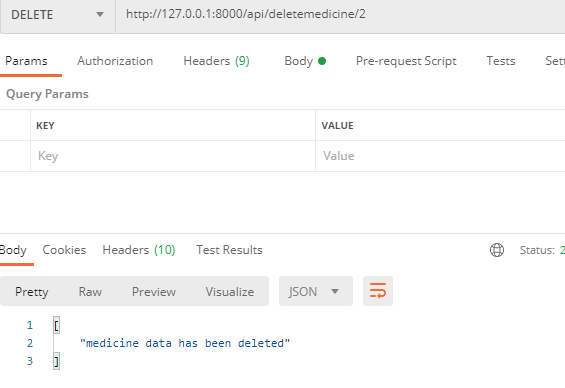 DELETE http://127.0.0.1:8000/api/deletemedicine/2
Params Authorization Headers (9) Body Pre-request Script Tests Sett
Query Params
KEY VALUE
Key Value
Body Cookies Headers (10) Test Results Status: 2
Pretty Raw Preview Visualize JSON
1 [
2 "medicine data has been deleted"
3 ]